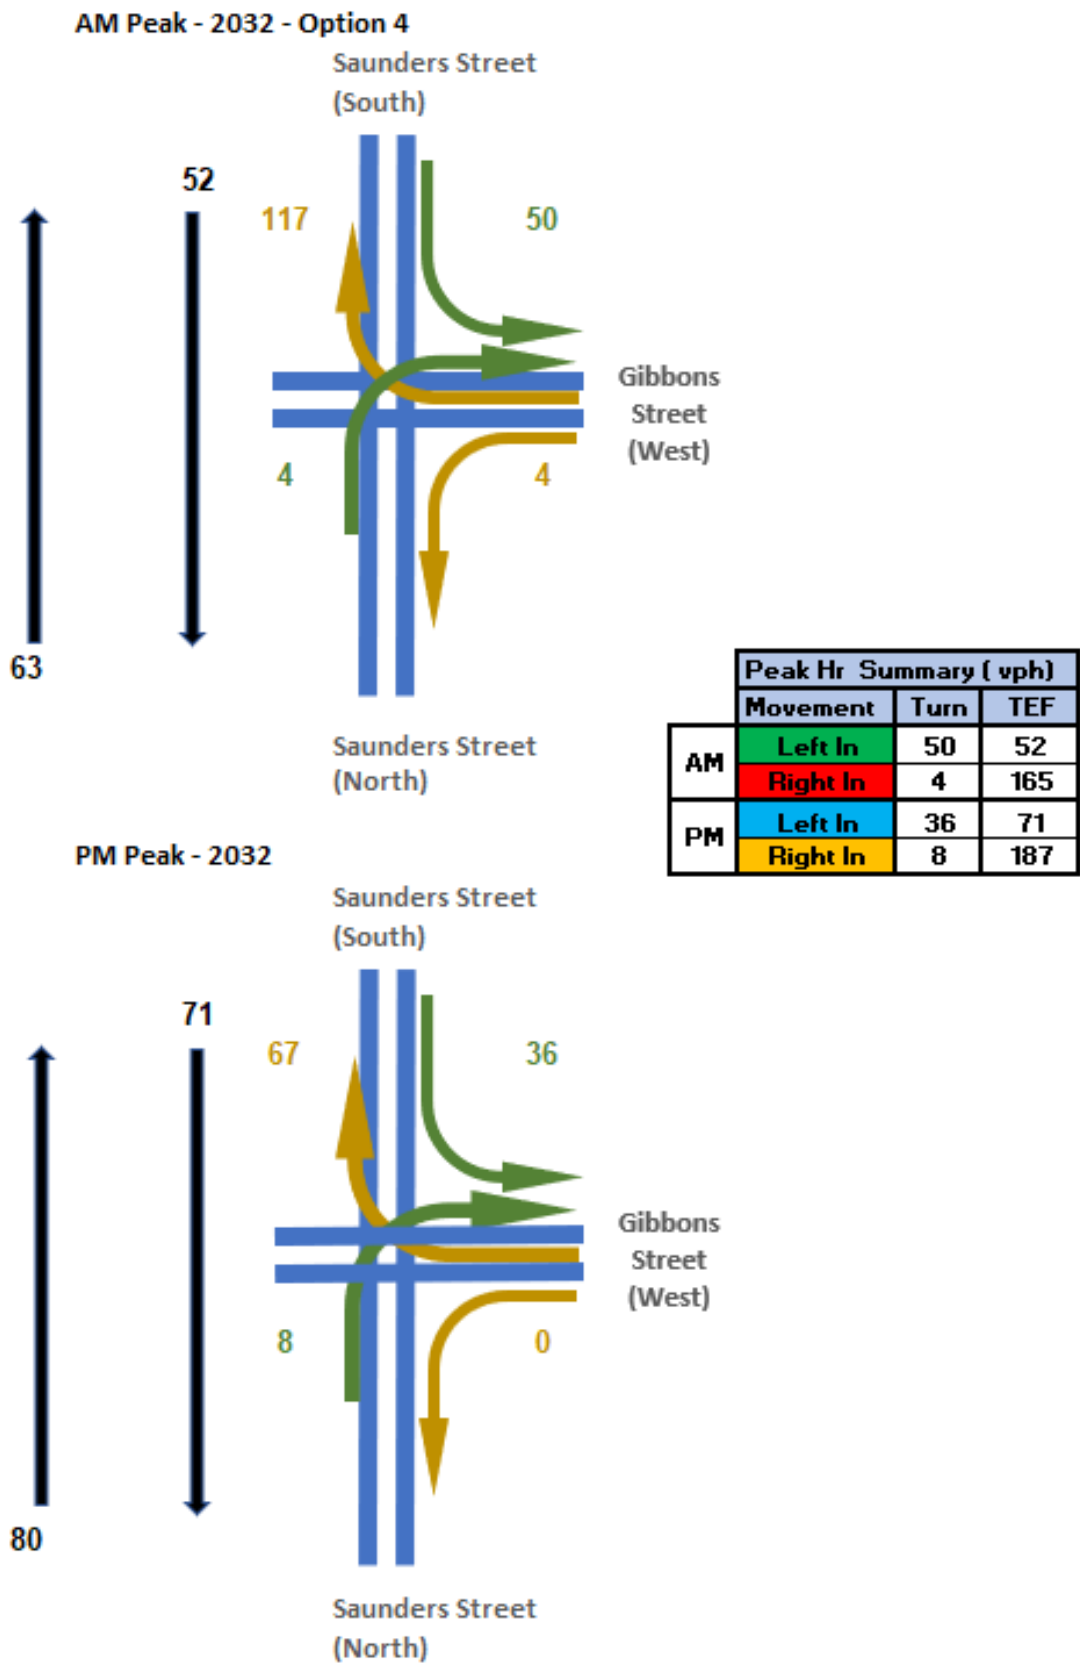 AM Peak - 2032 - Option 4
Saunders Street
(South)
52
117
50
Gibbons
Street
(West)
4
4
63
Saunders Street
(North)
Peak Hr Summary ( vph)
Movement Turn TEF
AM
Left In 50 52
Right In 4 165
PM
Left In 36 71
Right In 8 187
PM Peak - 2032
Saunders Street
(South)
71
67
36
Gibbons
Street
(West)
8
0
80
Saunders Street
(North)